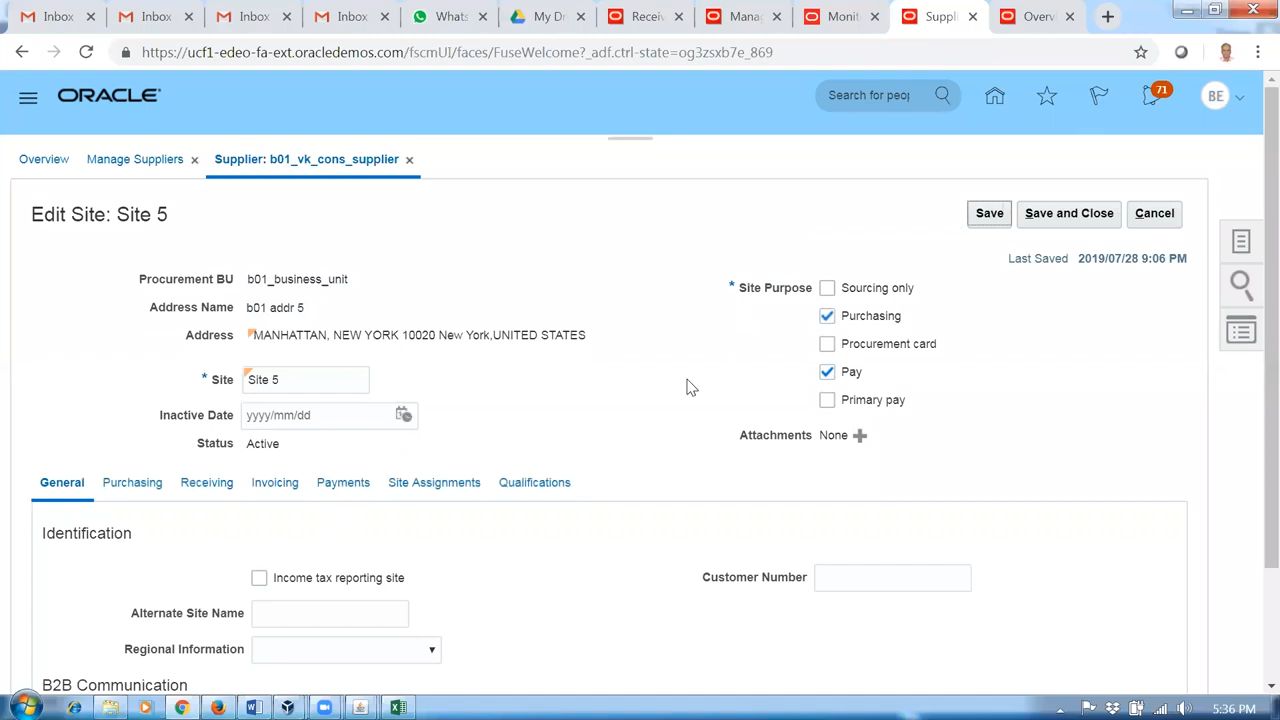 Inbox Inbox Inbox Inbox Whats My D Recei Mana Monit Suppli Overv
https://ucf1-edeo-fa-ext.oracledemos.com/fscmUI/faces/FuseWelcome?_adf.ctrl-state=og3zsxb7e_869
ORACLE Search for peop 71 BE
Overview Manage Suppliers Supplier: b01_vk_cons_supplier
Edit Site: Site 5 Save Save and Close Cancel
Last Saved 2019/07/28 9:06 PM
Procurement BU b01_business_unit * Site Purpose Sourcing only
Address Name b01 addr 5 Purchasing
Address MANHATTAN, NEW YORK 10020 New York,UNITED STATES Procurement card
* Site Site 5 Pay
Inactive Date yyyy/mm/dd Primary pay
Status Active Attachments None
General Purchasing Receiving Invoicing Payments Site Assignments Qualifications
Identification
Income tax reporting site Customer Number
Alternate Site Name
Regional Information
B2B Communication
5:36 PM